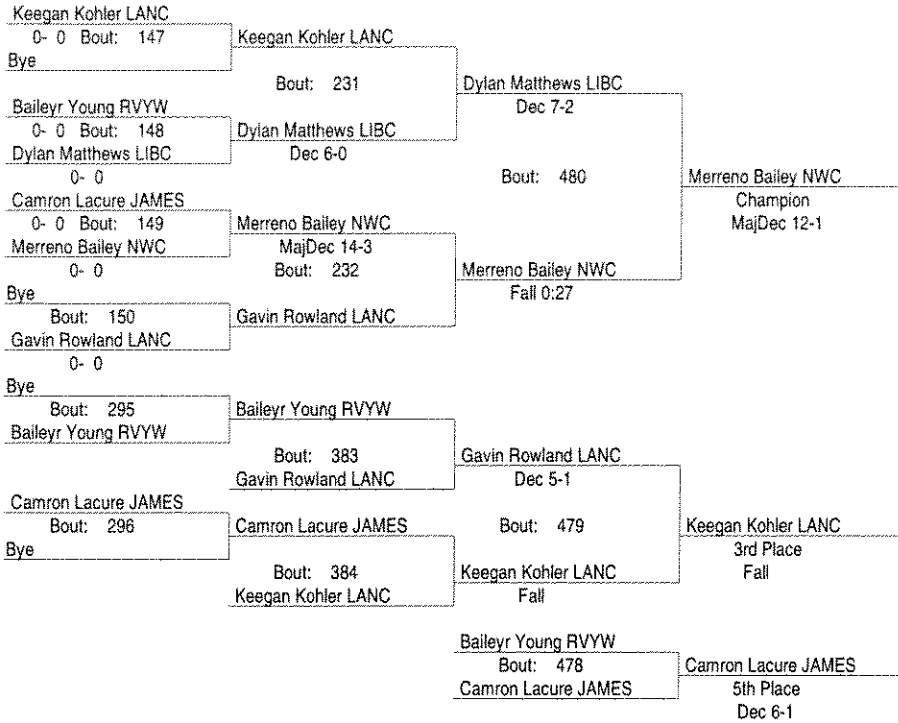 Keegan Kohler LANC
0- 0 Bout: 147
Bye
Keegan Kohler LANC
Bout: 231
Baileyr Young RVYW
0- 0 Bout: 148
Dylan Matthews LIBC
0- 0
Dylan Matthews LIBC
Dec 6-0
Dylan Matthews LIBC
Dec 7-2
Bout: 480
Camron Lacure JAMES
0- 0 Bout: 149
Merreno Bailey NWC
0- 0
Merreno Bailey NWC
MajDec 14-3
Bout: 232
Bye
Bout: 150
Gavin Rowland LANC
0- 0
Gavin Rowland LANC
Merreno Bailey NWC
Fall 0:27
Merreno Bailey NWC
Champion
MajDec 12-1
Bye
Bout: 295
Baileyr Young RVYW
Baileyr Young RVYW
Bout: 383
Gavin Rowland LANC
Gavin Rowland LANC
Dec 5-1
Bout: 479
Camron Lacure JAMES
Bout: 296
Bye
Camron Lacure JAMES
Bout: 384
Keegan Kohler LANC
Keegan Kohler LANC
Fall
Keegan Kohler LANC
3rd Place
Fall
Baileyr Young RVYW
Bout: 478
Camron Lacure JAMES
Camron Lacure JAMES
5th Place
Dec 6-1